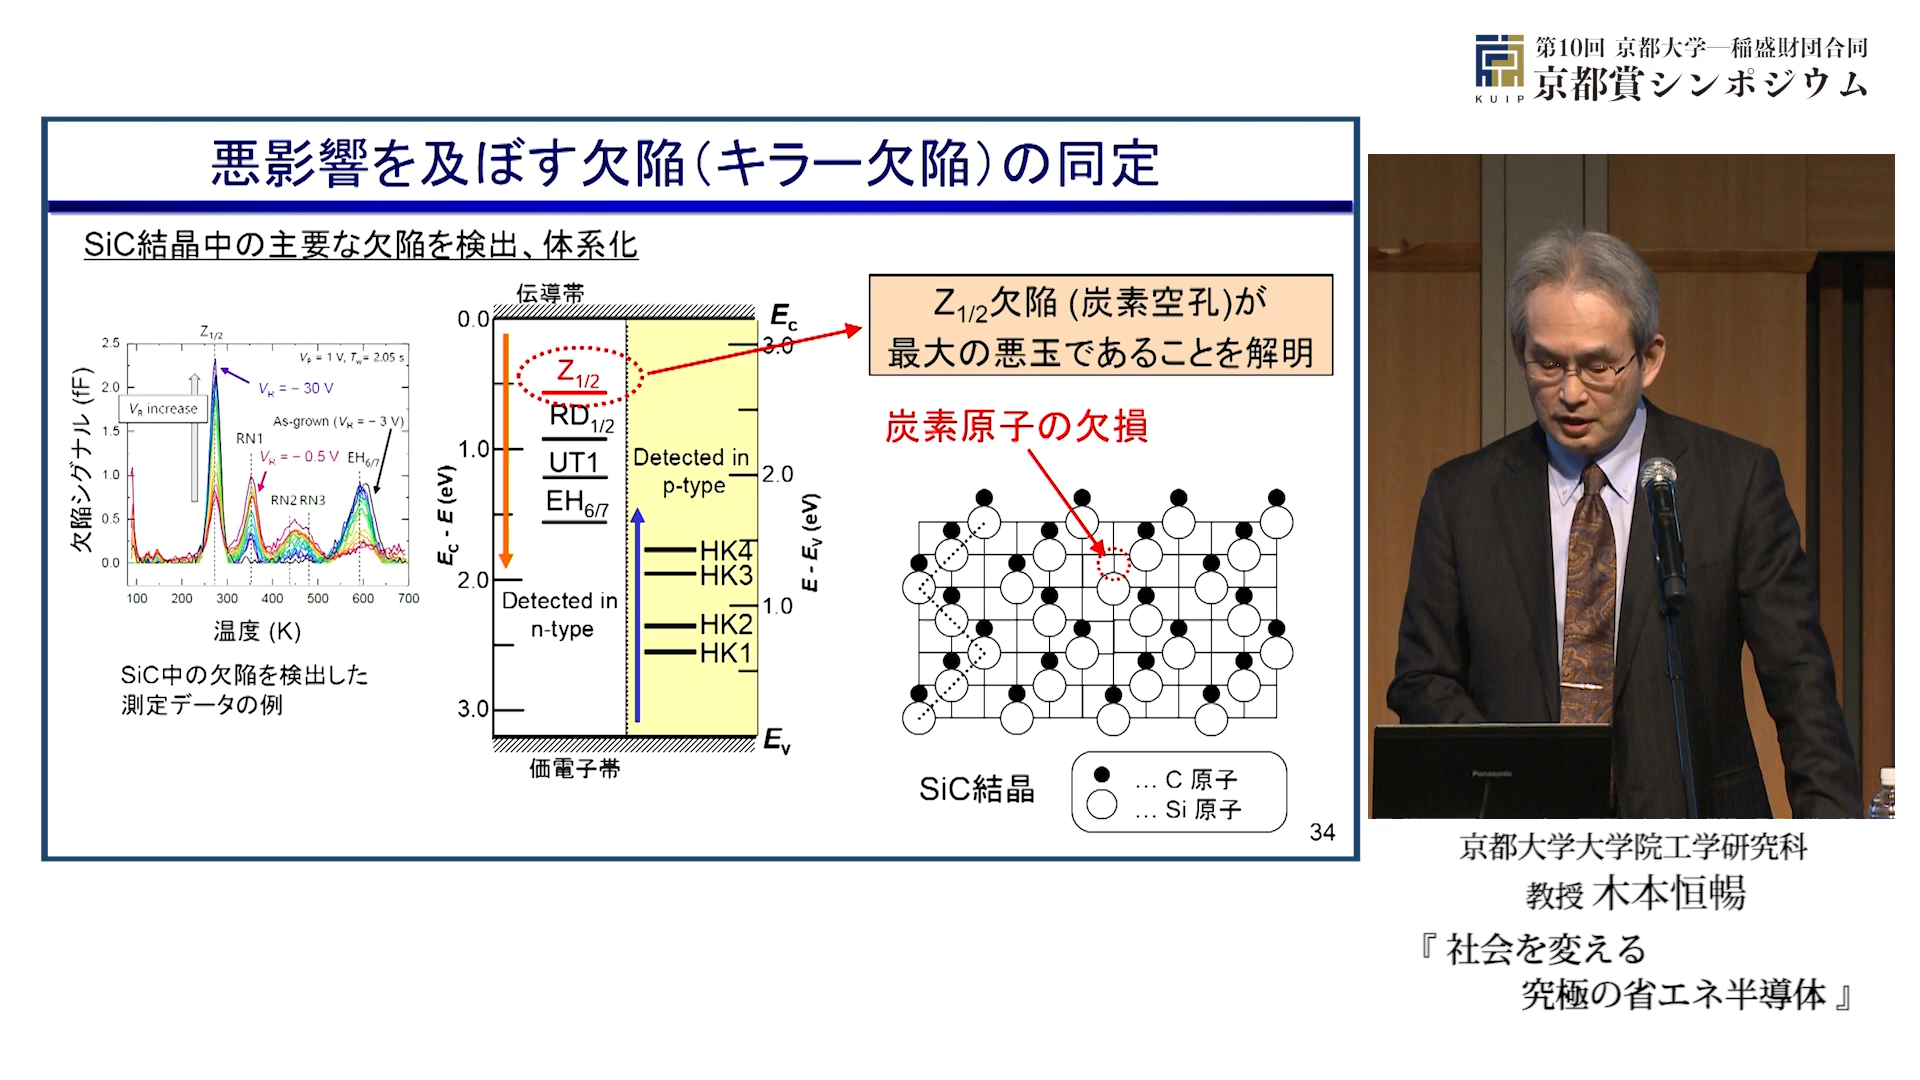 第10回 京都大学―稲盛財団合同
京都賞シンポジウム
KUIP
悪影響を及ぼす欠陥(キラー欠陥)の同定
SiC結晶中の主要な欠陥を検出、体系化
Z1/2
2.5
2.0
1.5
1.0
0.5
0.0
VP = 1 V, TW = 2.05 s
VR = − 30 V
VR increase
As-grown (VR = − 3 V)
RN1
VR = − 0.5 V
EH6/7
RN2 RN3
欠陥シグナル (fF)
100 200 300 400 500 600 700
温度 (K)
SiC中の欠陥を検出した
測定データの例
伝導帯
EC
0.0
1.0
2.0
3.0
EC - E (eV)
Z1/2
RD1/2
UT1
EH6/7
Detected in
n-type
Detected in
p-type
HK4
HK3
HK2
HK1
3.0
2.0
1.0
E - EV (eV)
EV
価電子帯
Z1/2欠陥 (炭素空孔)が
最大の悪玉であることを解明
炭素原子の欠損
SiC結晶
… C 原子
… Si 原子
34
Panasonic
京都大学大学院工学研究科
教授 木本恒暢
『 社会を変える
究極の省エネ半導体 』